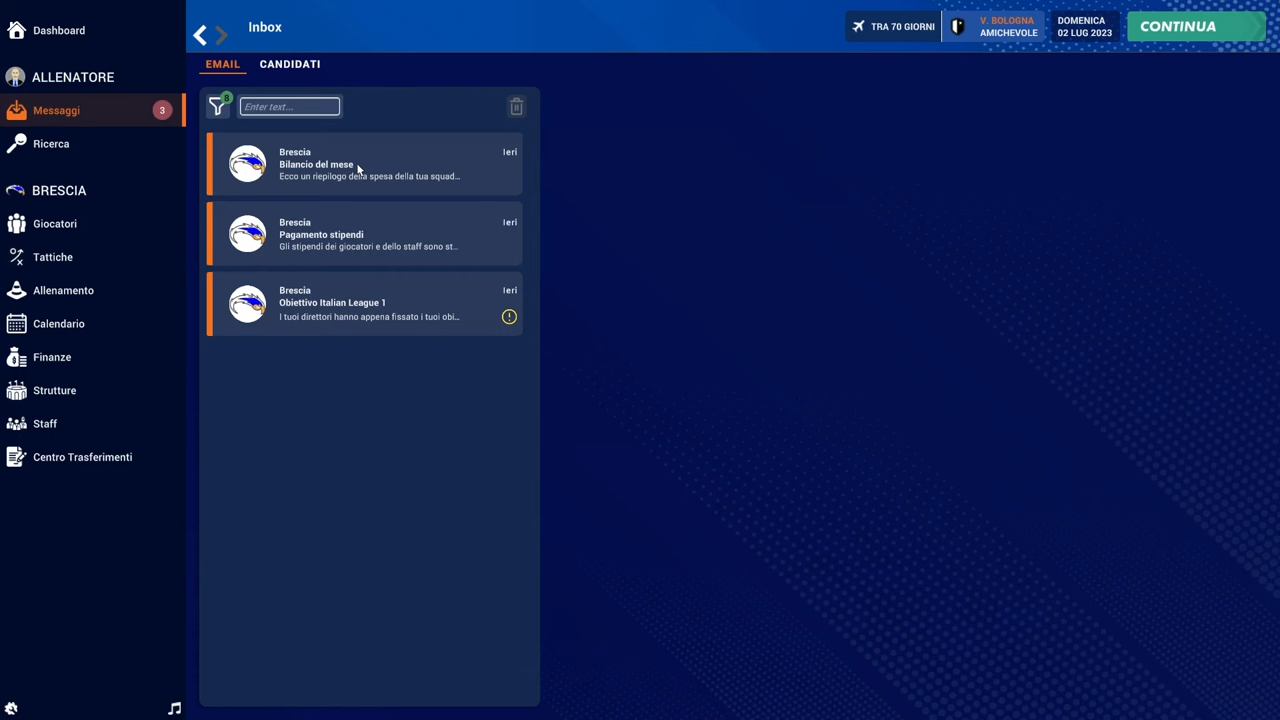 Dashboard
ALLENATORE
Messaggi 3
Ricerca
BRESCIA
Giocatori
Tattiche
Allenamento
Calendario
Finanze
Strutture
Staff
Centro Trasferimenti
Inbox
TRA 70 GIORNI
V. BOLOGNA
AMICHEVOLE
DOMENICA
02 LUG 2023
CONTINUA
EMAIL CANDIDATI
8
Enter text...
Brescia Ieri
Bilancio del mese
Ecco un riepilogo della spesa della tua squad...
Brescia Ieri
Pagamento stipendi
Gli stipendi dei giocatori e dello staff sono st...
Brescia Ieri
Obiettivo Italian League 1
I tuoi direttori hanno appena fissato i tuoi obi...